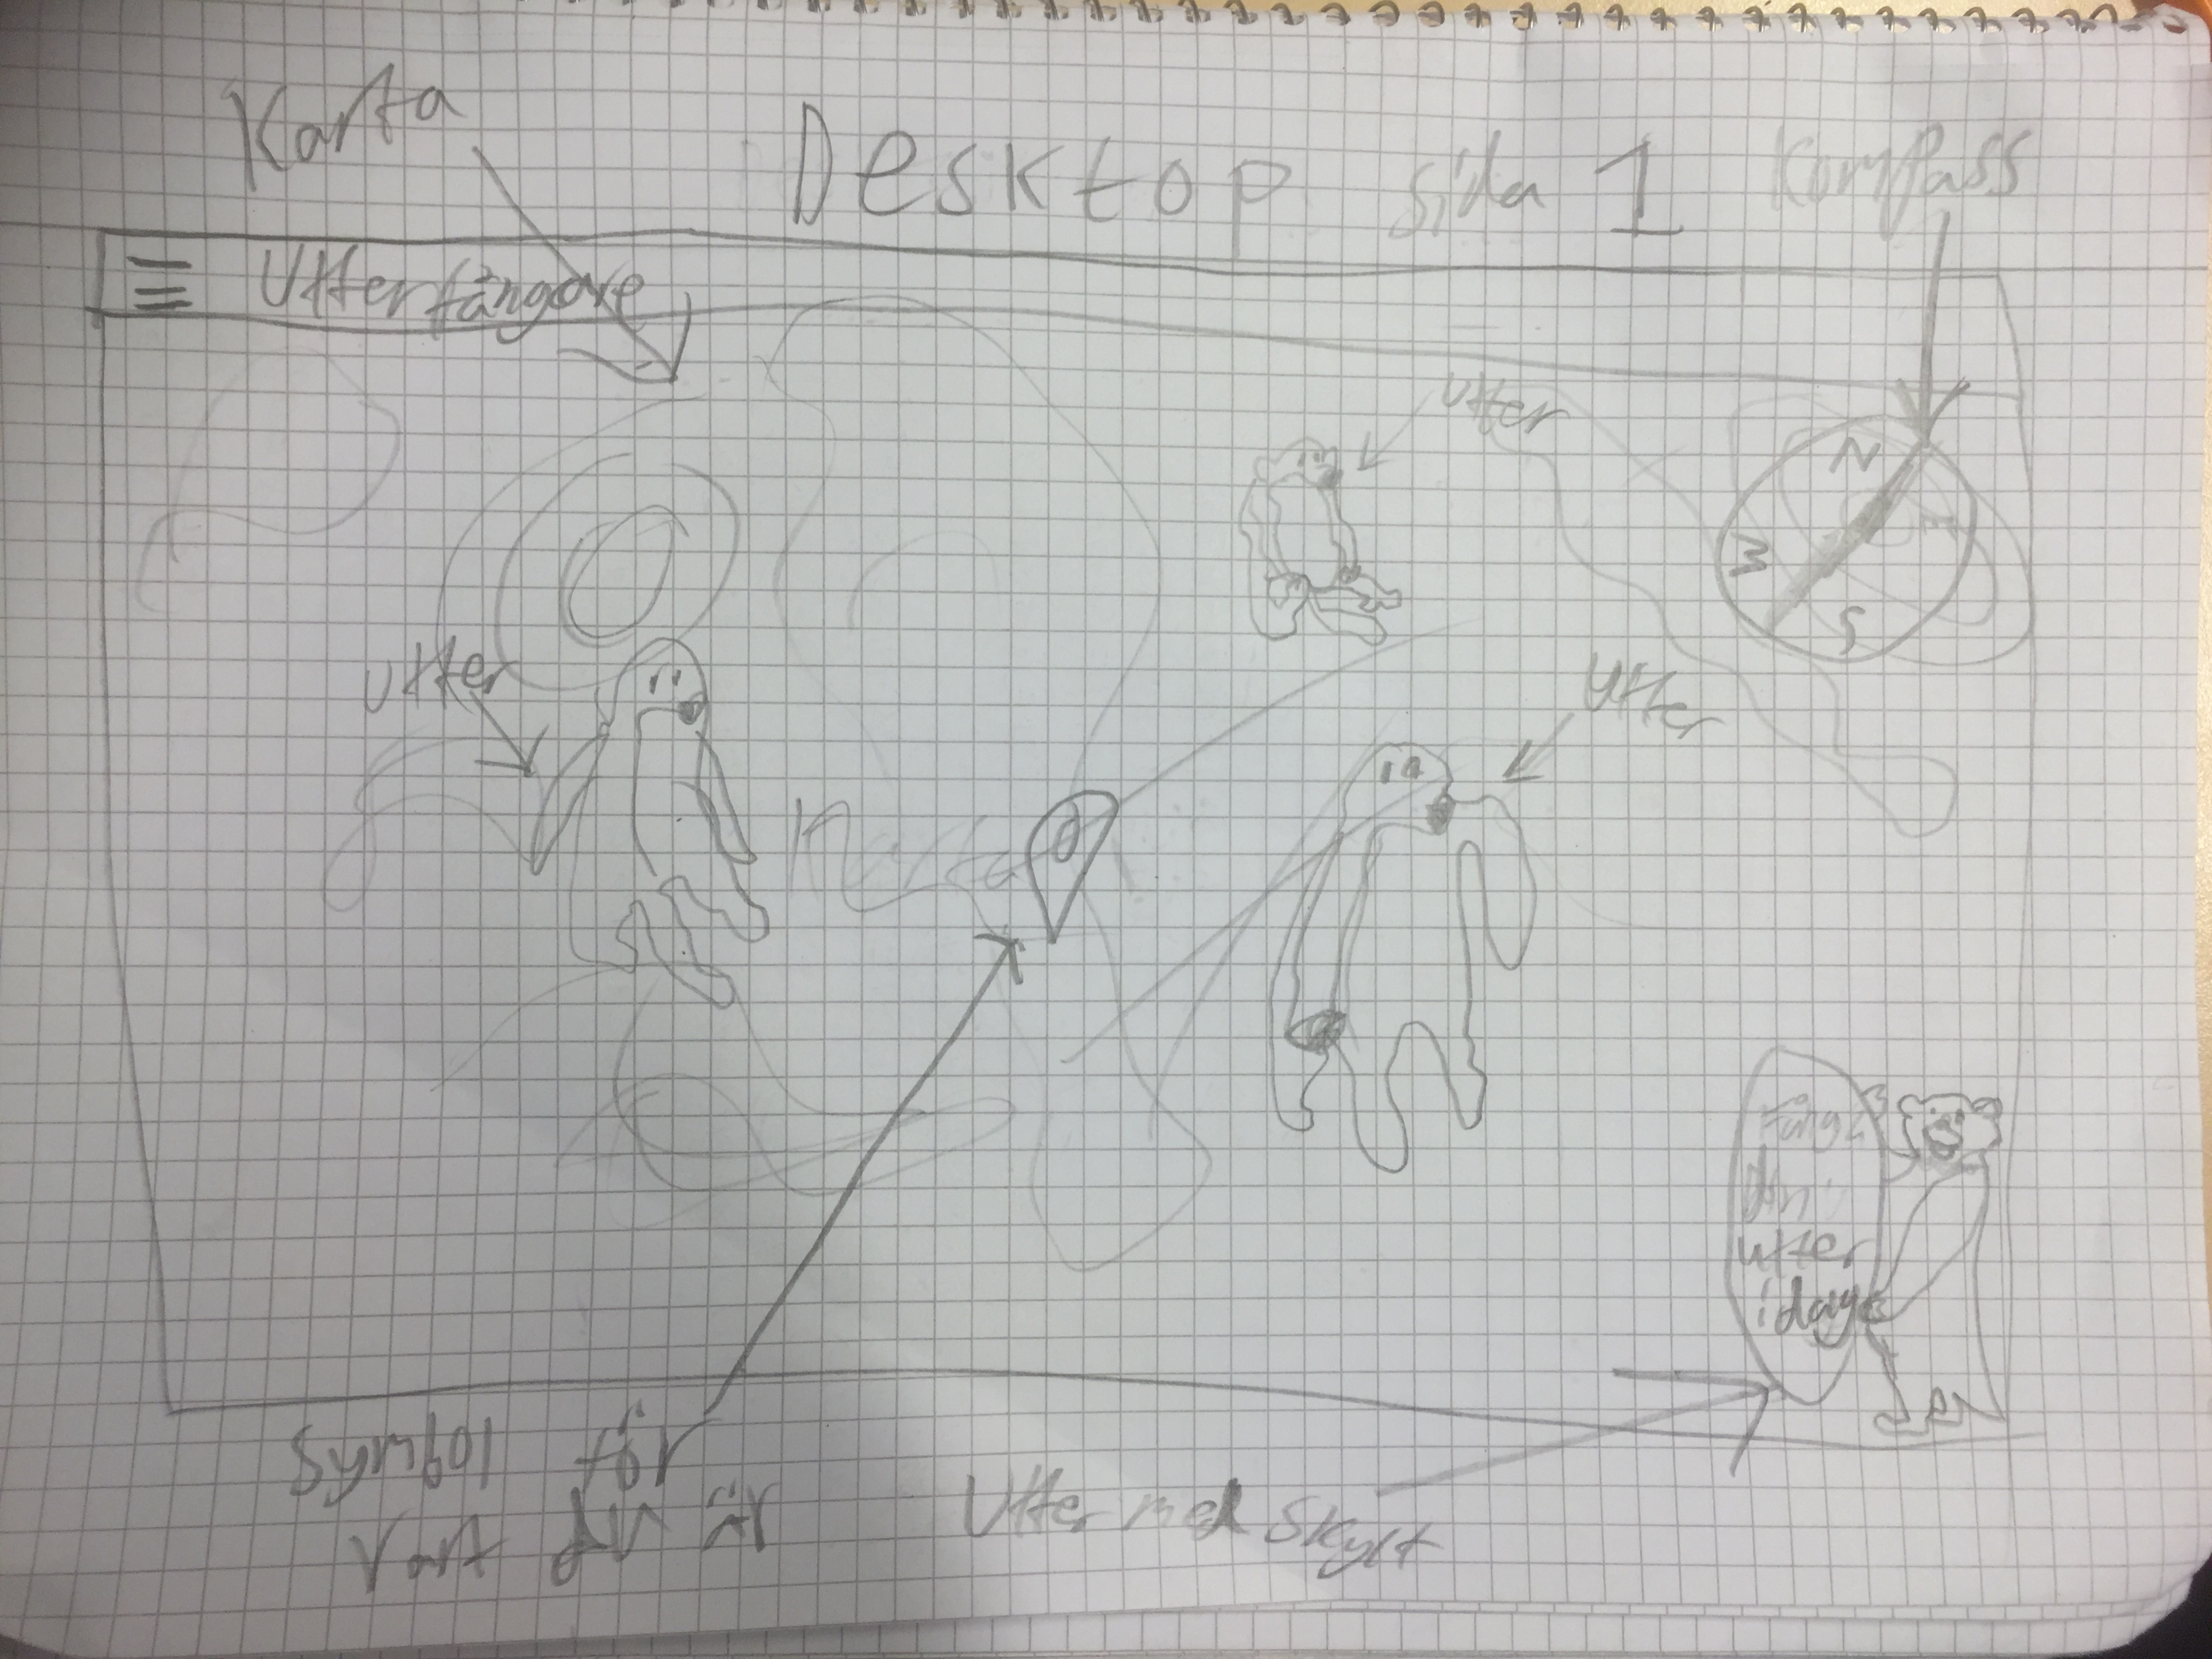 Karta
Desktop sida 1
Kompass
Utterfångare
Utter
N
W
S
Utter
Utter
Karta
Fånga
din
utter
idag
Symbol för
Vart du är
Utter med skylt